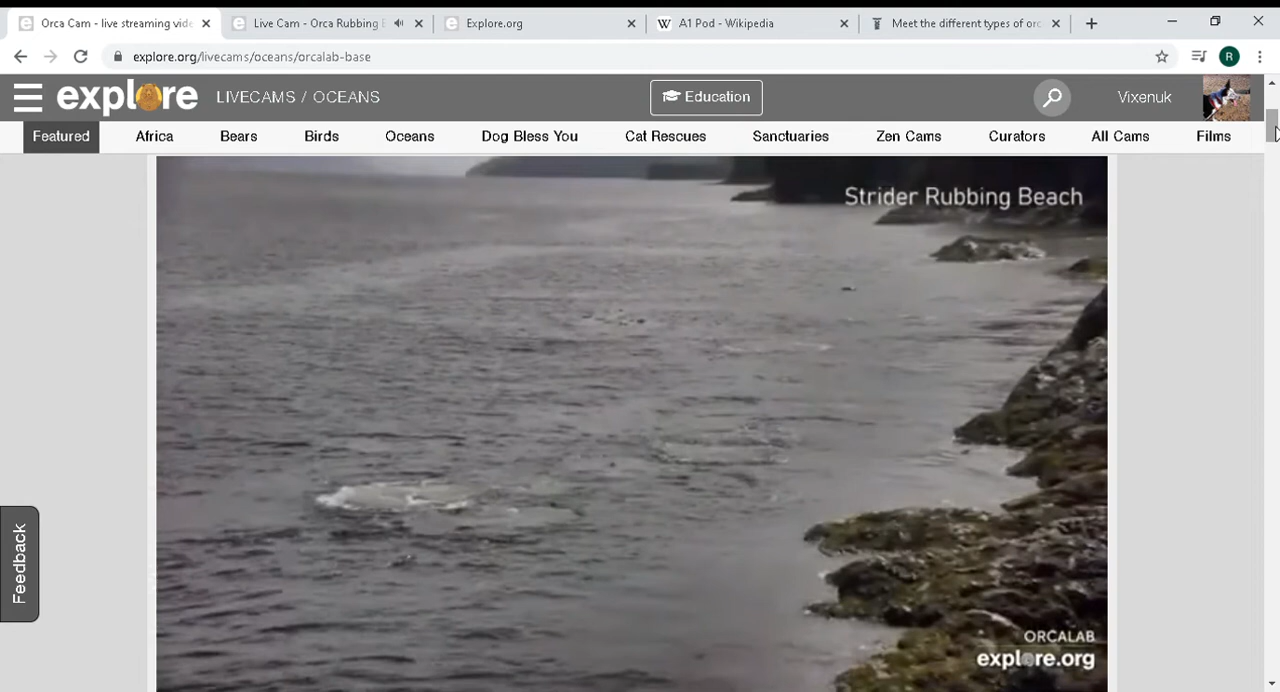 Orca Cam - live streaming vide
Live Cam - Orca Rubbing B
Explore.org
A1 Pod - Wikipedia
Meet the different types of orc
explore.org/livecams/oceans/orcalab-base
R
explore
LIVECAMS / OCEANS
Education
Vixenuk
Featured
Africa
Bears
Birds
Oceans
Dog Bless You
Cat Rescues
Sanctuaries
Zen Cams
Curators
All Cams
Films
Strider Rubbing Beach
Feedback
ORCALAB
explore.org